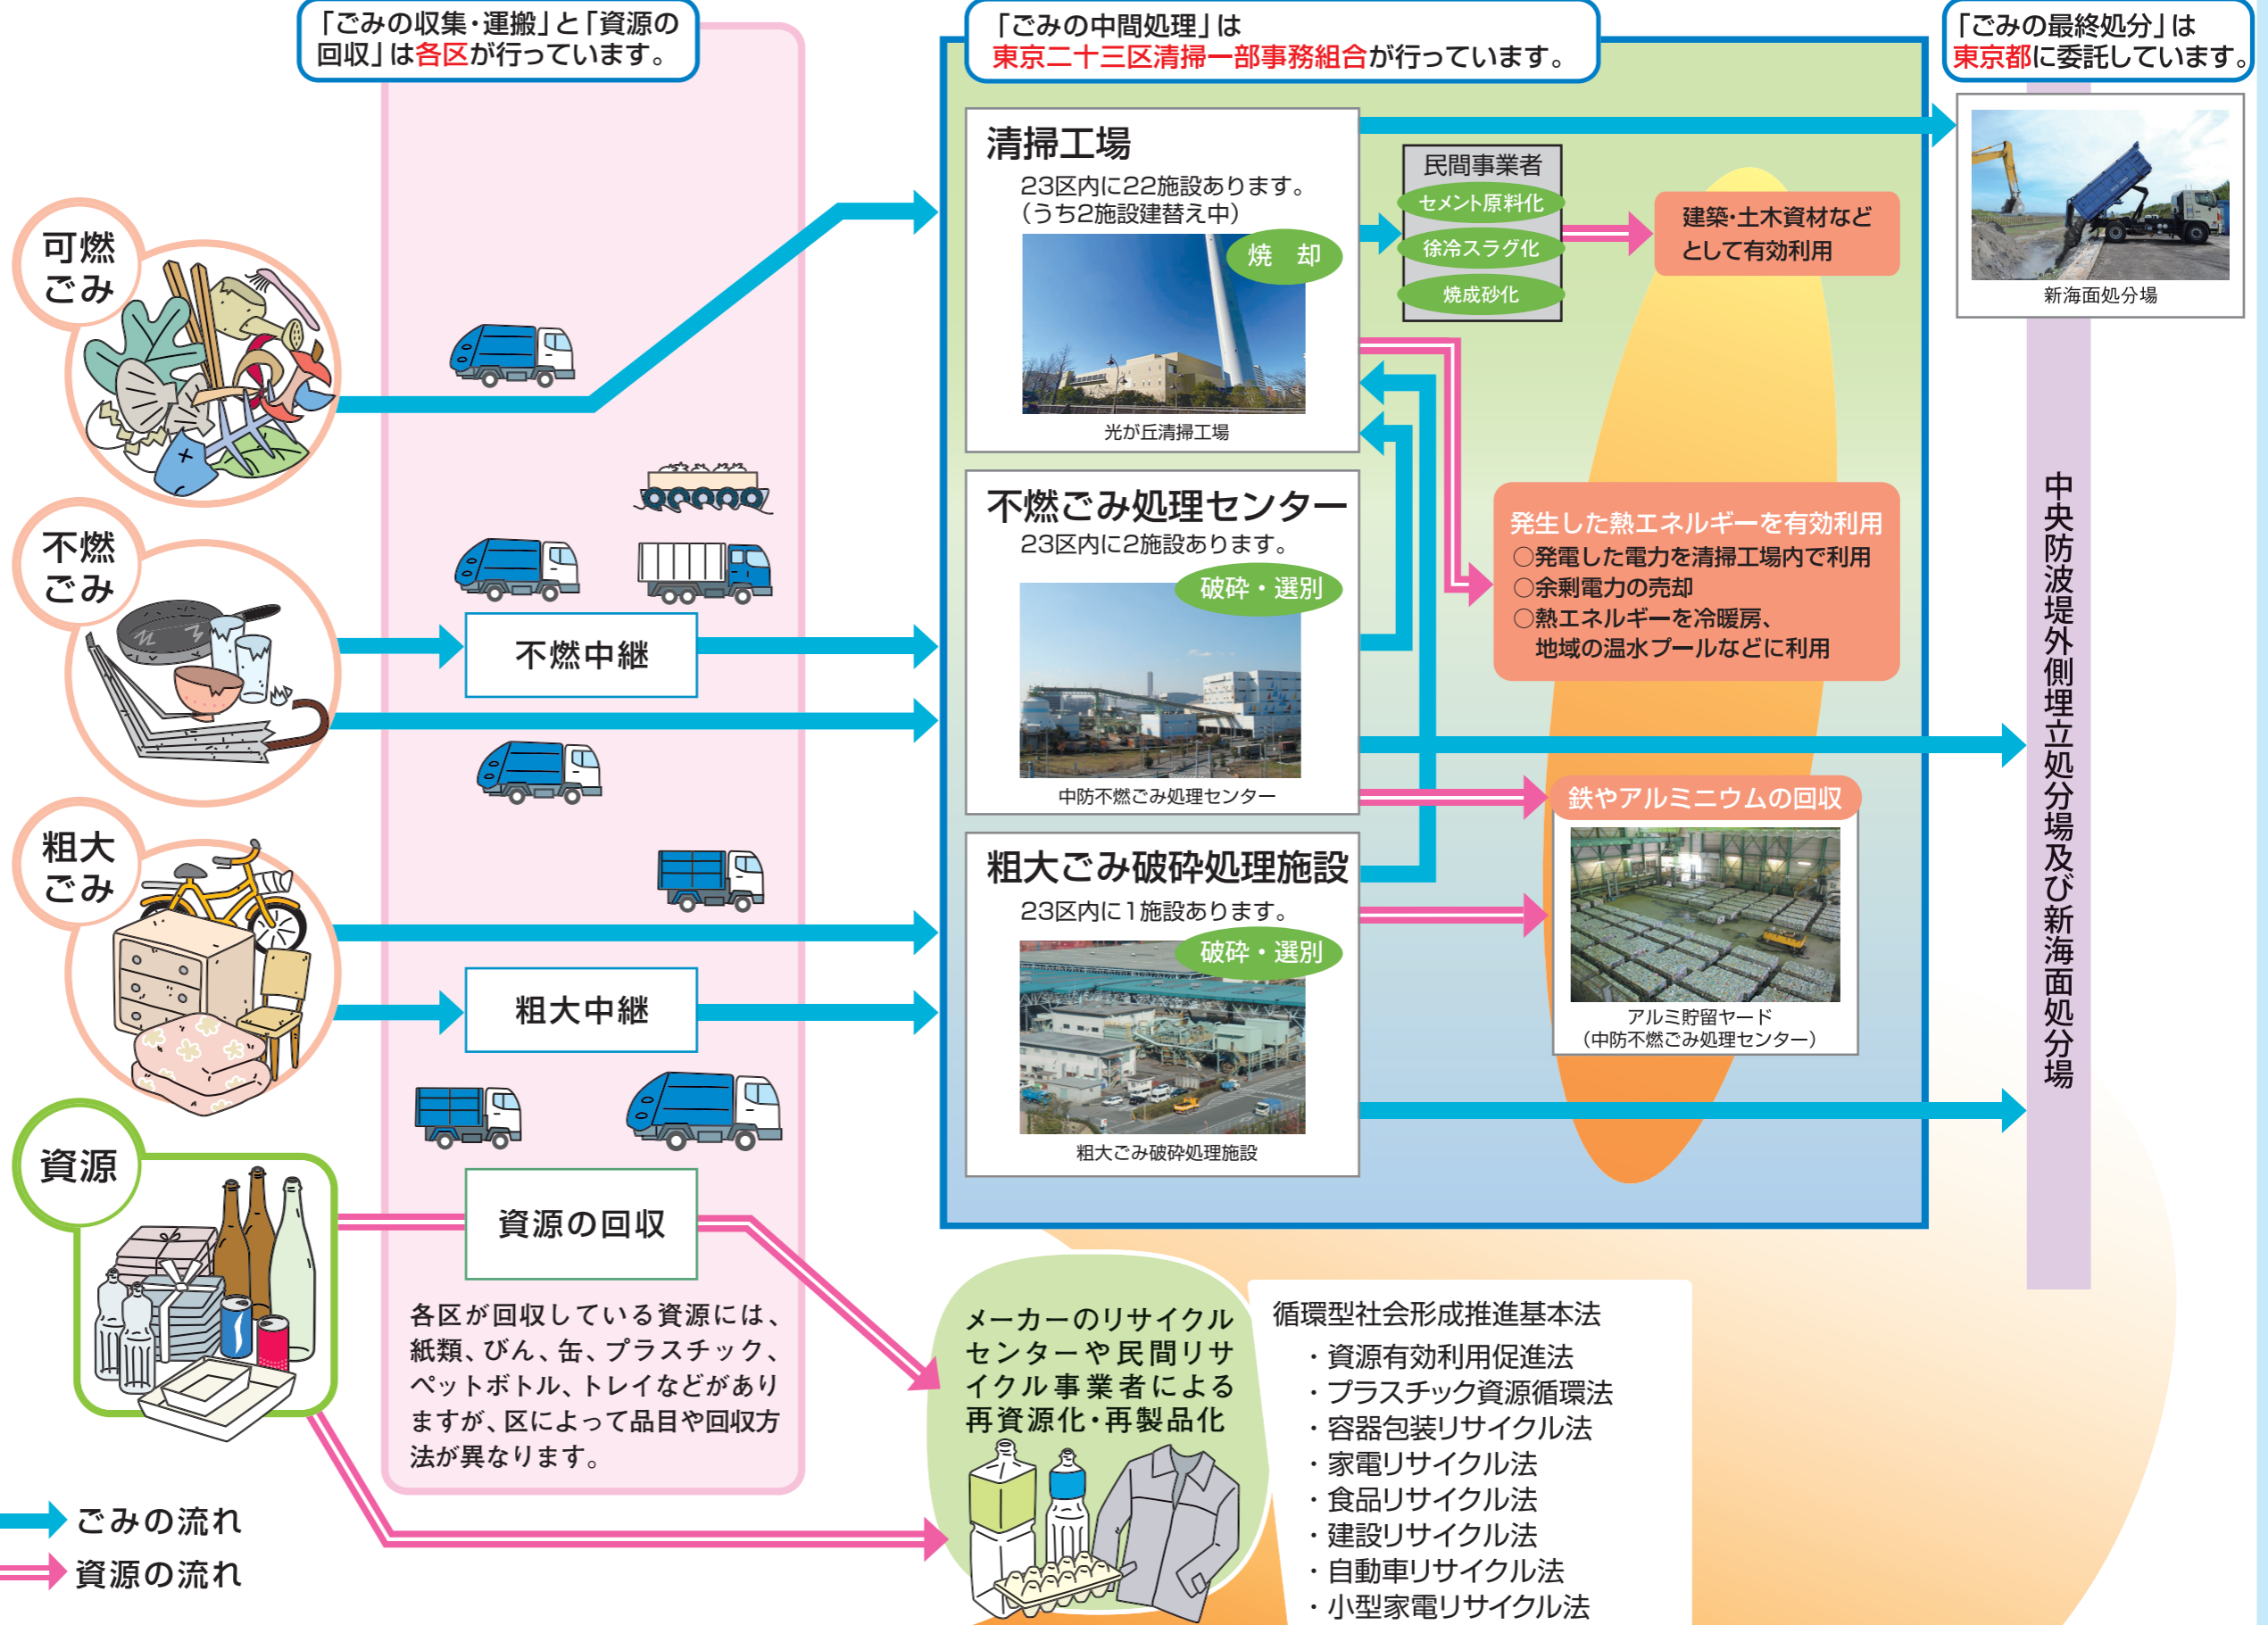 「ごみの収集・運搬」と「資源の
回収」は各区が行っています。
「ごみの中間処理」は
東京二十三区清掃一部事務組合が行っています。
「ごみの最終処分」は
東京都に委託しています。
可燃
ごみ
不燃
ごみ
不燃中継
粗大
ごみ
粗大中継
資源
資源の回収
各区が回収している資源には、
紙類、びん、缶、プラスチック、
ペットボトル、トレイなどがあり
ますが、区によって品目や回収方
法が異なります。
ごみの流れ
資源の流れ
清掃工場
23区内に22施設あります。
（うち2施設建替え中）
焼 却
光が丘清掃工場
民間事業者
セメント原料化
徐冷スラグ化
焼成砂化
建築・土木資材など
として有効利用
不燃ごみ処理センター
23区内に2施設あります。
破砕・選別
中防不燃ごみ処理センター
発生した熱エネルギーを有効利用
○発電した電力を清掃工場内で利用
○余剰電力の売却
○熱エネルギーを冷暖房、
地域の温水プールなどに利用
粗大ごみ破砕処理施設
23区内に1施設あります。
破砕・選別
粗大ごみ破砕処理施設
鉄やアルミニウムの回収
アルミ貯留ヤード
（中防不燃ごみ処理センター）
新海面処分場
中央防波堤外側埋立処分場及び新海面処分場
メーカーのリサイクル
センターや民間リサ
イクル事業者による
再資源化・再製品化
循環型社会形成推進基本法
・資源有効利用促進法
・プラスチック資源循環法
・容器包装リサイクル法
・家電リサイクル法
・食品リサイクル法
・建設リサイクル法
・自動車リサイクル法
・小型家電リサイクル法